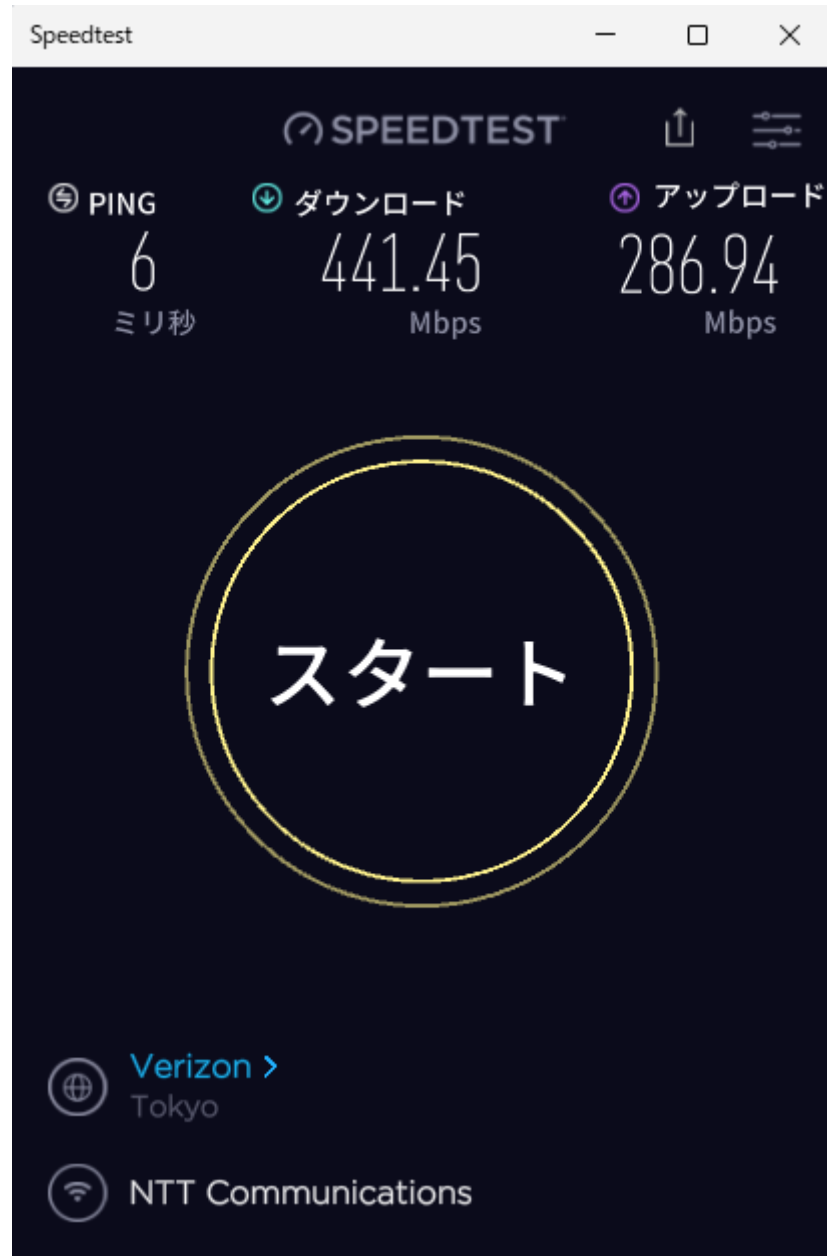 Speedtest
SPEEDTEST
PING ダウンロード アップロード
6 441.45 286.94
ミリ秒 Mbps Mbps
スタート
Verizon >
Tokyo
NTT Communications